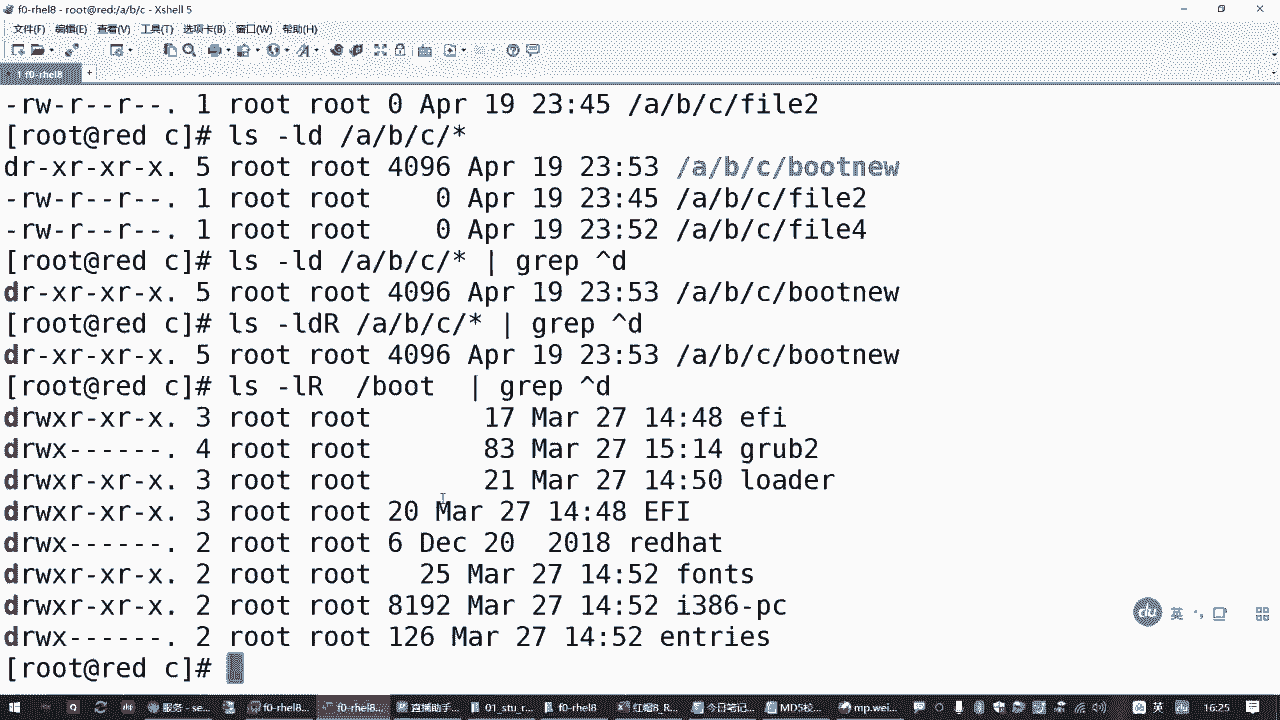 f0-rhel8 - root@red:/a/b/c - Xshell 5
文件(F) 编辑(E) 查看(V) 工具(T) 选项卡(B) 窗口(W) 帮助(H)
1 f0-rhel8 +
-rw-r--r--. 1 root root 0 Apr 19 23:45 /a/b/c/file2
[root@red c]# ls -ld /a/b/c/*
dr-xr-xr-x. 5 root root 4096 Apr 19 23:53 /a/b/c/bootnew
-rw-r--r--. 1 root root    0 Apr 19 23:45 /a/b/c/file2
-rw-r--r--. 1 root root    0 Apr 19 23:52 /a/b/c/file4
[root@red c]# ls -ld /a/b/c/* | grep ^d
dr-xr-xr-x. 5 root root 4096 Apr 19 23:53 /a/b/c/bootnew
[root@red c]# ls -ldR /a/b/c/* | grep ^d
dr-xr-xr-x. 5 root root 4096 Apr 19 23:53 /a/b/c/bootnew
[root@red c]# ls -lR  /boot  | grep ^d
drwxr-xr-x. 3 root root       17 Mar 27 14:48 efi
drwx------. 4 root root       83 Mar 27 15:14 grub2
drwxr-xr-x. 3 root root       21 Mar 27 14:50 loader
drwxr-xr-x. 3 root root 20 Mar 27 14:48 EFI
drwx------. 2 root root 6 Dec 20  2018 redhat
drwxr-xr-x. 2 root root   25 Mar 27 14:52 fonts
drwxr-xr-x. 2 root root 8192 Mar 27 14:52 i386-pc
du 英
drwx------. 2 root root 126 Mar 27 14:52 entries
[root@red c]#
服务 - se... f0-rhel8... f0-rhel8... 直播助手... 01_stu_r... f0-rhel8 红帽B_R... 今日笔记... MD5校... mp.wei... 英 16:25